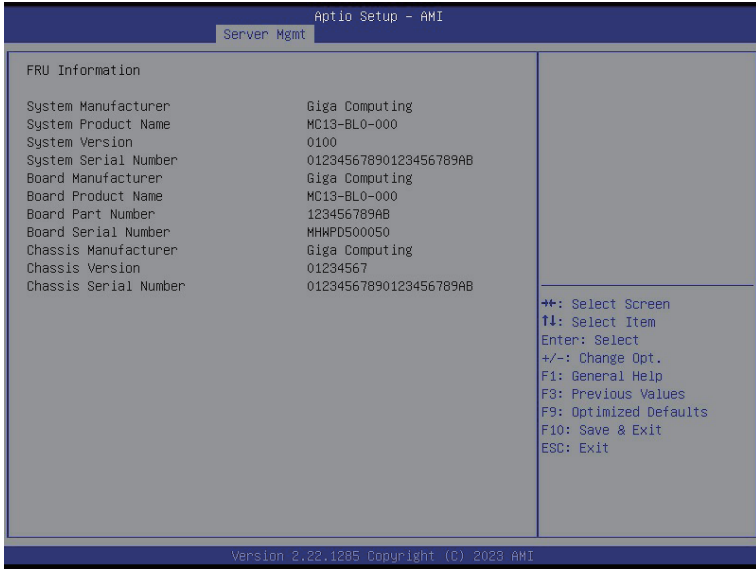 Aptio Setup – AMI
Server Mgmt
FRU Information
System Manufacturer Giga Computing
System Product Name MC13-BL0-000
System Version 0100
System Serial Number 01234567890123456789AB
Board Manufacturer Giga Computing
Board Product Name MC13-BL0-000
Board Part Number 123456789AB
Board Serial Number MHWPD500050
Chassis Manufacturer Giga Computing
Chassis Version 01234567
Chassis Serial Number 01234567890123456789AB
→←: Select Screen
↑↓: Select Item
Enter: Select
+/-: Change Opt.
F1: General Help
F3: Previous Values
F9: Optimized Defaults
F10: Save & Exit
ESC: Exit
Version 2.22.1285 Copyright (C) 2023 AMI